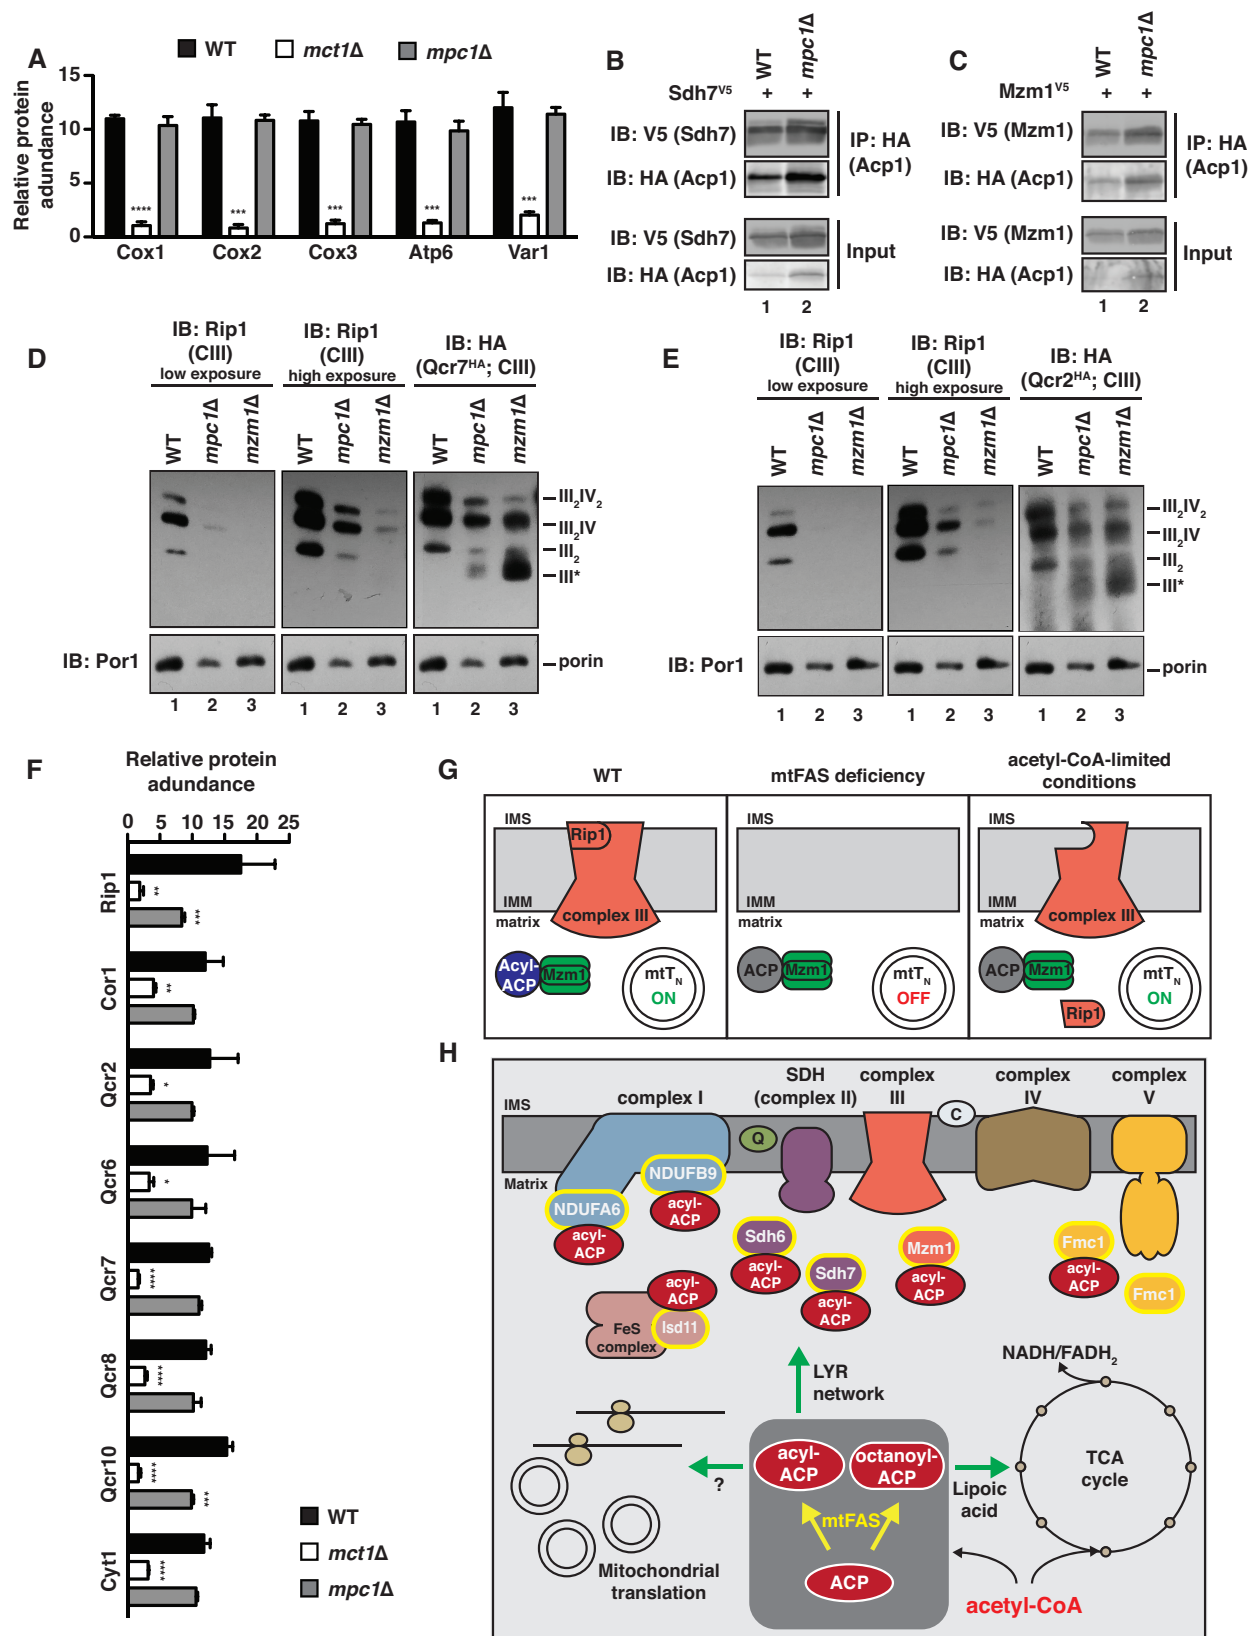 A
WT mct1Δ mpc1Δ
Relative protein adundance
15
10
5
0
**** *** *** *** ***
Cox1 Cox2 Cox3 Atp6 Var1
B
WT mpc1Δ
Sdh7V5 + +
IB: V5 (Sdh7)
IB: HA (Acp1)
IP: HA (Acp1)
IB: V5 (Sdh7)
IB: HA (Acp1)
Input
1 2
C
WT mpc1Δ
Mzm1V5 + +
IB: V5 (Mzm1)
IB: HA (Acp1)
IP: HA (Acp1)
IB: V5 (Mzm1)
IB: HA (Acp1)
Input
1 2
D
IB: Rip1 (CIII) low exposure
IB: Rip1 (CIII) high exposure
IB: HA (Qcr7HA; CIII)
WT mpc1Δ mzm1Δ WT mpc1Δ mzm1Δ WT mpc1Δ mzm1Δ
III2IV2
III2IV
III2
III*
IB: Por1
porin
1 2 3 1 2 3 1 2 3
E
IB: Rip1 (CIII) low exposure
IB: Rip1 (CIII) high exposure
IB: HA (Qcr2HA; CIII)
WT mpc1Δ mzm1Δ WT mpc1Δ mzm1Δ WT mpc1Δ mzm1Δ
III2IV2
III2IV
III2
III*
IB: Por1
porin
1 2 3 1 2 3 1 2 3
F
Relative protein adundance
0 5 10 15 20 25
Rip1 ** ***
Cor1 **
Qcr2 *
Qcr6 *
Qcr7 ****
Qcr8 ****
Qcr10 **** ***
Cyt1 ****
WT
mct1Δ
mpc1Δ
G
WT
mtFAS deficiency
acetyl-CoA-limited conditions
IMS
Rip1
IMM
matrix
complex III
Acyl-ACP
Mzm1
mtTN
ON
IMS
IMM
matrix
ACP
Mzm1
mtTN
OFF
IMS
IMM
matrix
complex III
ACP
Mzm1
Rip1
mtTN
ON
H
complex I
SDH (complex II)
complex III
complex IV
complex V
IMS
Q
C
Matrix
NDUFB9
acyl-ACP
NDUFA6
acyl-ACP
Sdh6
acyl-ACP
Sdh7
acyl-ACP
Mzm1
acyl-ACP
Fmc1
acyl-ACP
Fmc1
acyl-ACP
FeS complex
Isd11
LYR network
NADH/FADH2
acyl-ACP
octanoyl-ACP
?
Lipoic acid
TCA cycle
mtFAS
Mitochondrial translation
ACP
acetyl-CoA